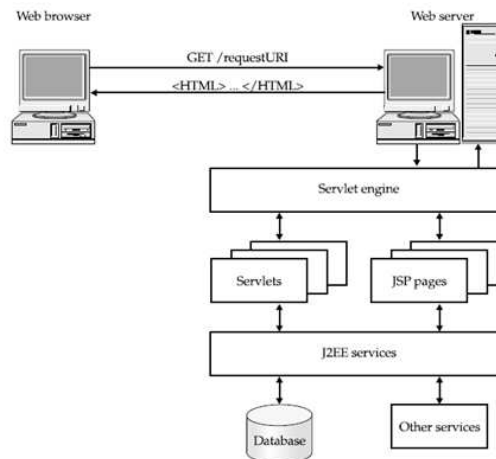 Web browser
Web server
GET /requestURI
<HTML> ... </HTML>
Servlet engine
Servlets
JSP pages
J2EE services
Database
Other services